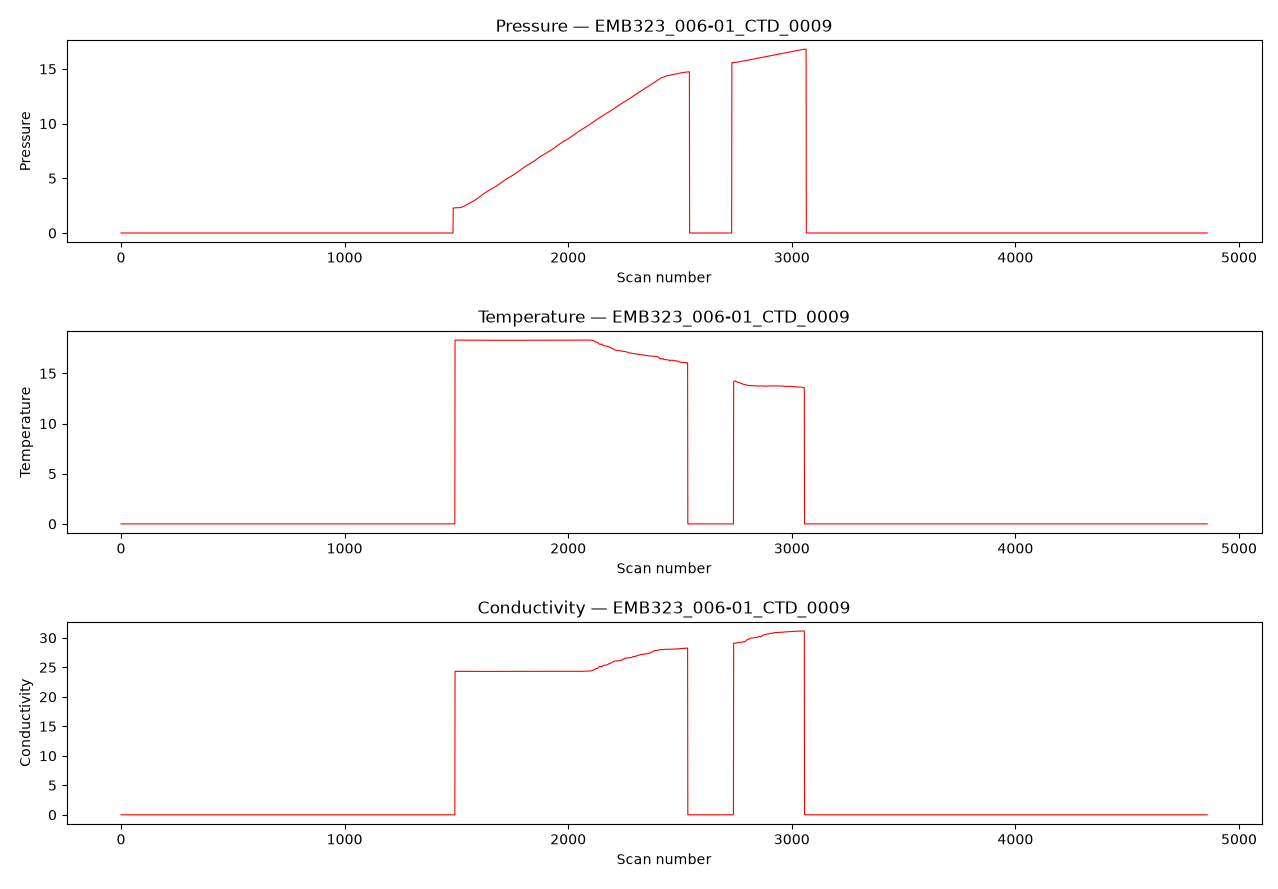 Pressure — EMB323_006-01_CTD_0009
Pressure
15
10
5
0
0 1000 2000 3000 4000 5000
Scan number
Temperature — EMB323_006-01_CTD_0009
Temperature
15
10
5
0
0 1000 2000 3000 4000 5000
Scan number
Conductivity — EMB323_006-01_CTD_0009
Conductivity
30
25
20
15
10
5
0
0 1000 2000 3000 4000 5000
Scan number